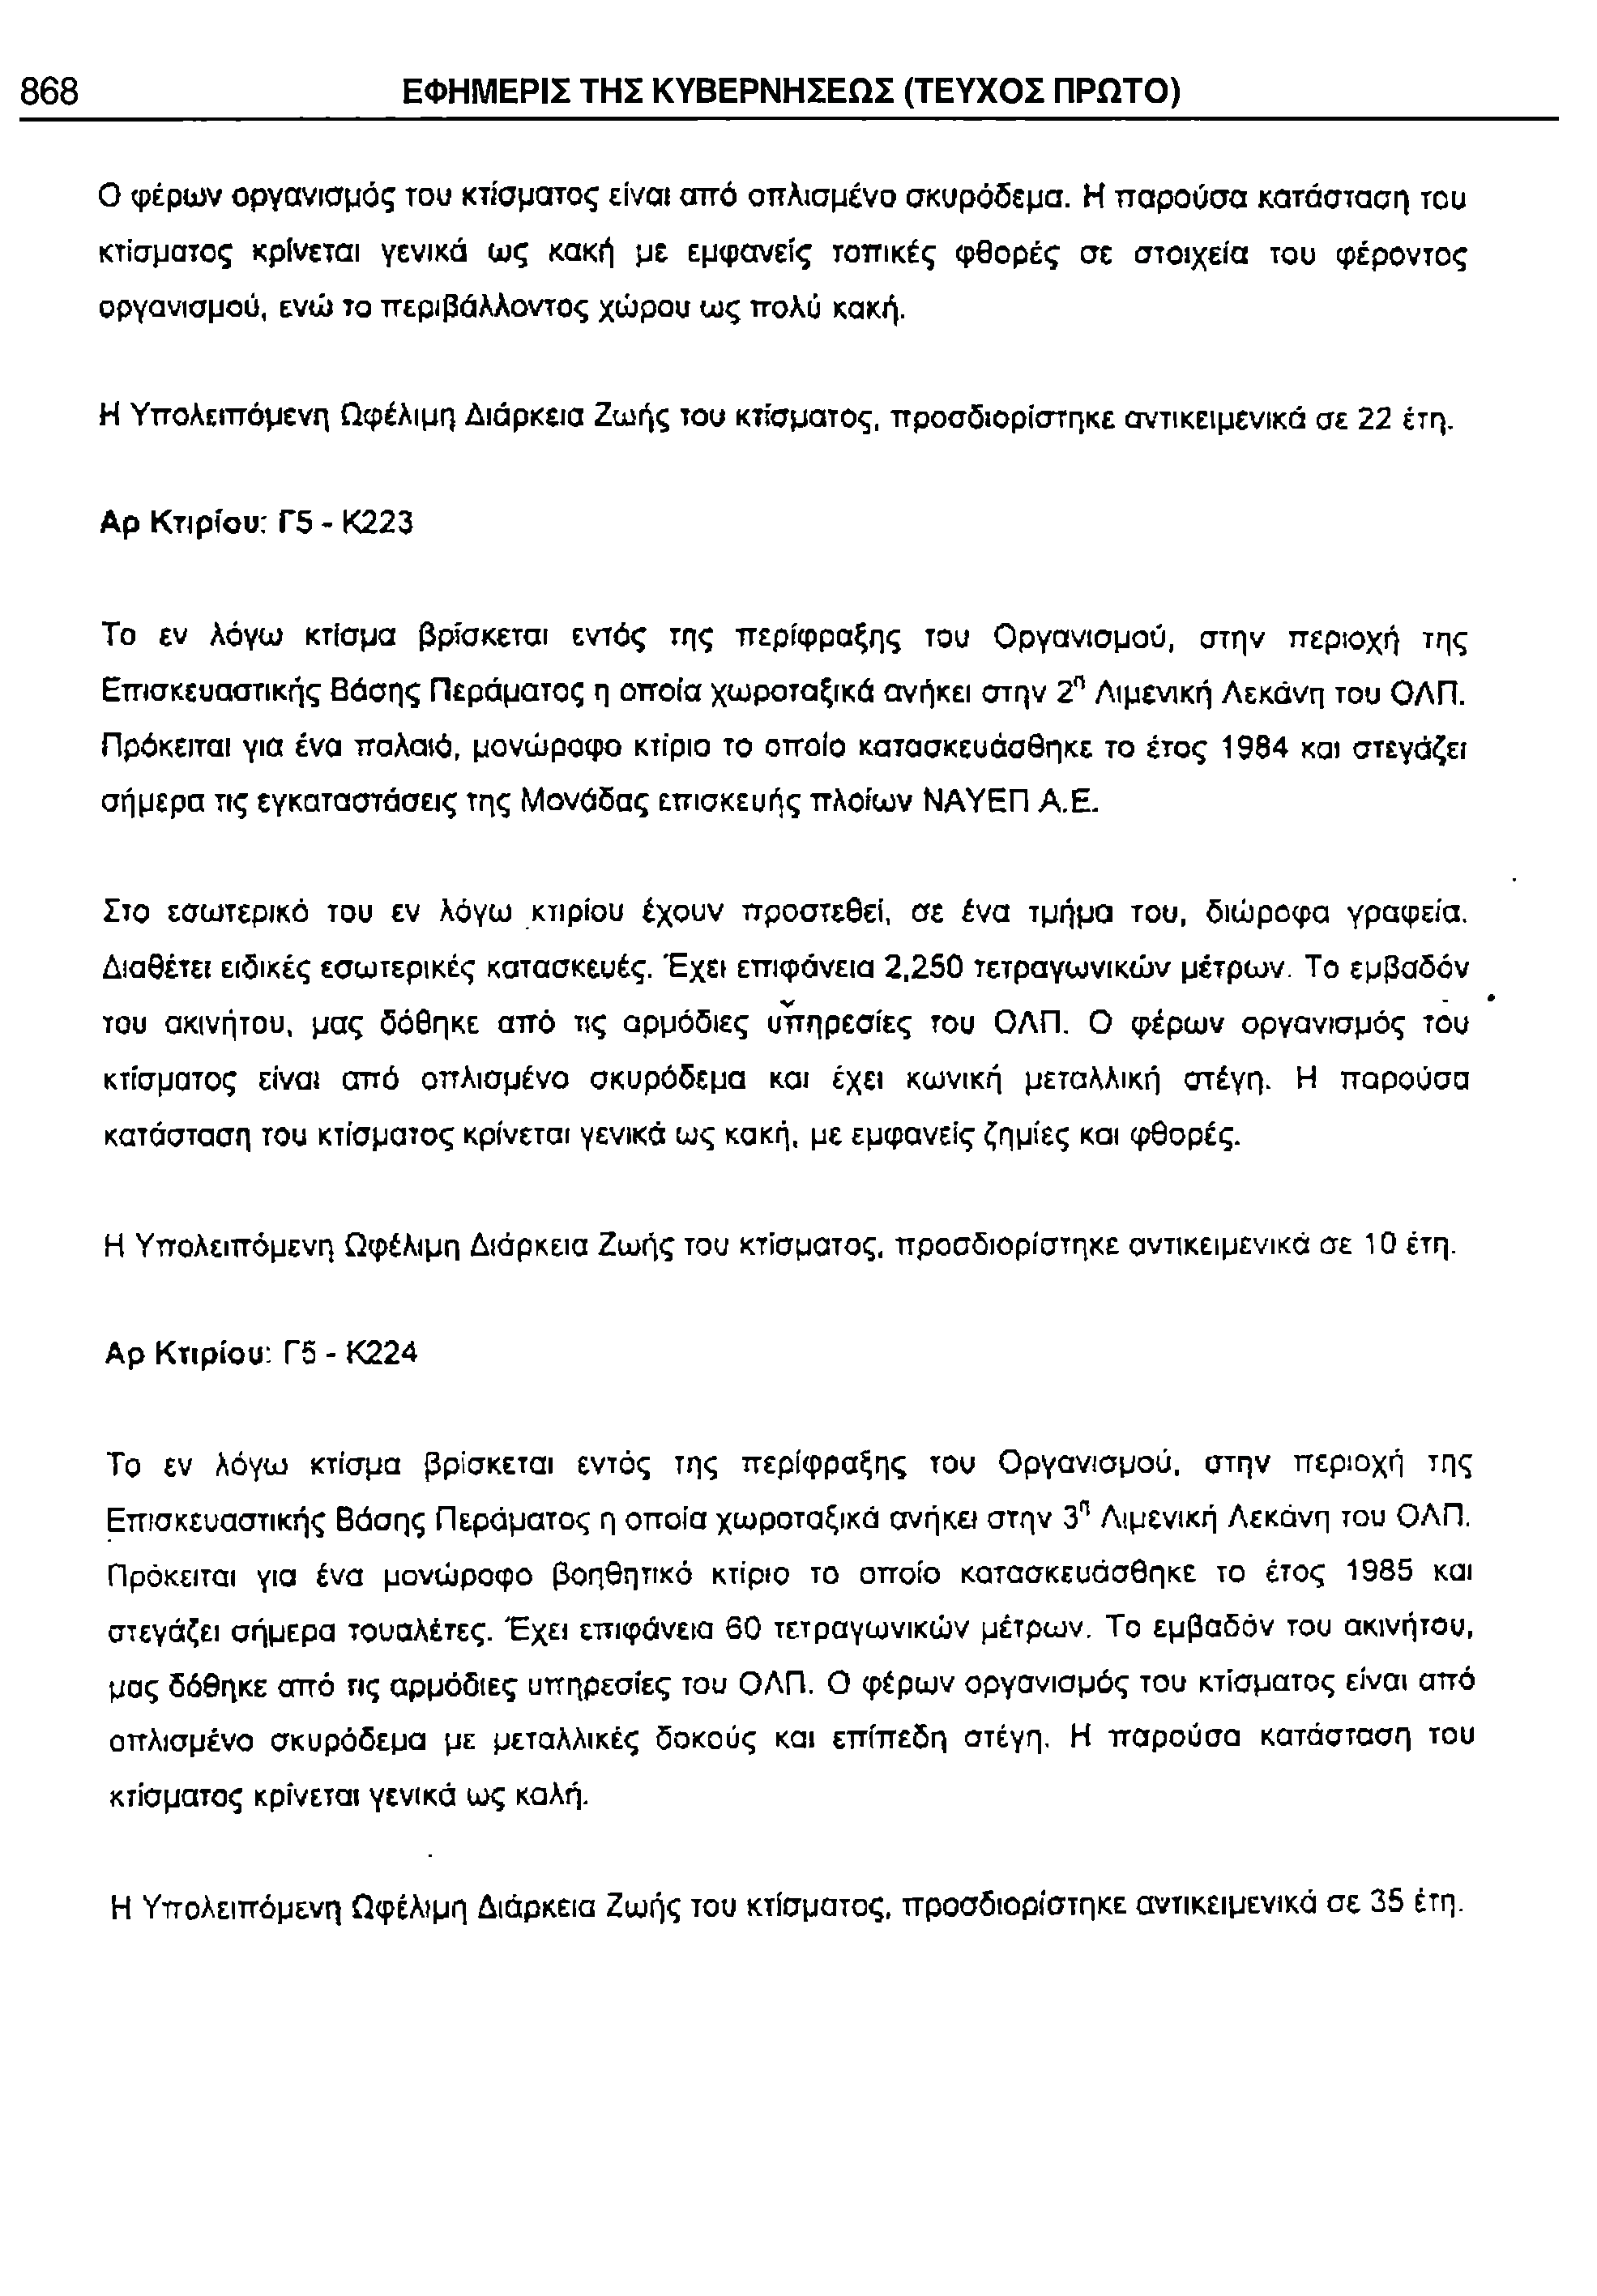 868
ΕΦΗΜΕΡΙΣ ΤΗΣ ΚΥΒΕΡΝΗΣΕΩΣ (ΤΕΥΧΟΣ ΠΡΩΤΟ)
Ο φέρων οργανισμός του κτίσματος είναι από οπλισμένο σκυρόδεμα. Η παρούσα κατάσταση του
κτίσματος κρίνεται γενικά ως κακή με εμφανείς τοπικές φθορές σε στοιχεία του φέροντος
οργανισμού, ενώ το περιβάλλοντος χώρου ως πολύ κακή.
Η Υπολειπόμενη Ωφέλιμη Διάρκεια Ζωής του κτίσματος, προσδιορίστηκε αντικειμενικά σε 22 έτη.
Αρ Κτιρίου: Γ5 - Κ223
Το εν λόγω κτίσμα βρίσκεται εντός της περίφραξης του Οργανισμού, στην περιοχή της
Επισκευαστικής Βάσης Περάματος η οποία χωροταξικά ανήκει στην 2η Λιμενική Λεκάνη του ΟΛΠ.
Πρόκειται για ένα παλαιό, μονώροφο κτίριο το οποίο κατασκευάσθηκε το έτος 1984 και στεγάζει
σήμερα τις εγκαταστάσεις της Μονάδας επισκευής πλοίων ΝΑΥΕΠ Α.Ε.
Στο εσωτερικό του εν λόγω κτιρίου έχουν προστεθεί, σε ένα τμήμα του, διώροφα γραφεία.
Διαθέτει ειδικές εσωτερικές κατασκευές. Έχει επιφάνεια 2,250 τετραγωνικών μέτρων. Το εμβαδόν
του ακινήτου, μας δόθηκε από τις αρμόδιες υπηρεσίες του ΟΛΠ. Ο φέρων οργανισμός του
κτίσματος είναι από οπλισμένο σκυρόδεμα και έχει κωνική μεταλλική στέγη. Η παρούσα
κατάσταση του κτίσματος κρίνεται γενικά ως κακή, με εμφανείς ζημίες και φθορές.
Η Υπολειπόμενη Ωφέλιμη Διάρκεια Ζωής του κτίσματος, προσδιορίστηκε αντικειμενικά σε 10 έτη.
Αρ Κτιρίου: Γ5 - Κ224
Το εν λόγω κτίσμα βρίσκεται εντός της περίφραξης του Οργανισμού, στην περιοχή της
Επισκευαστικής Βάσης Περάματος η οποία χωροταξικά ανήκει στην 3η Λιμενική Λεκάνη του ΟΛΠ.
Πρόκειται για ένα μονώροφο βοηθητικό κτίριο το οποίο κατασκευάσθηκε το έτος 1985 και
στεγάζει σήμερα τουαλέτες. Έχει επιφάνεια 60 τετραγωνικών μέτρων. Το εμβαδόν του ακινήτου,
μας δόθηκε από τις αρμόδιες υπηρεσίες του ΟΛΠ. Ο φέρων οργανισμός του κτίσματος είναι από
οπλισμένο σκυρόδεμα με μεταλλικές δοκούς και επίπεδη στέγη. Η παρούσα κατάσταση του
κτίσματος κρίνεται γενικά ως καλή.
Η Υπολειπόμενη Ωφέλιμη Διάρκεια Ζωής του κτίσματος, προσδιορίστηκε αντικειμενικά σε 35 έτη.